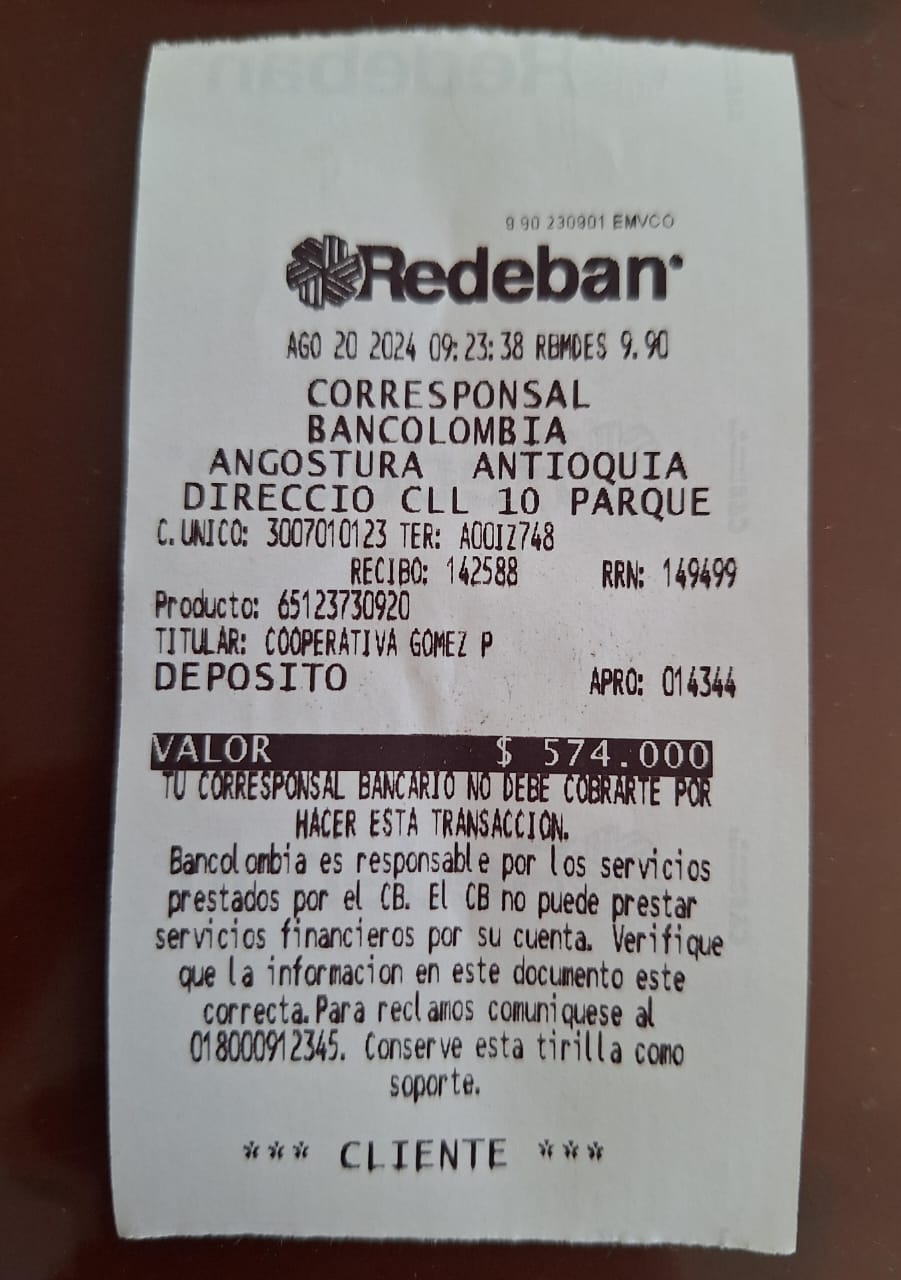 9.90 230901 EMVCO
Redeban
AGO 20 2024 09:23:38 RBMDES 9.90
CORRESPONSAL
BANCOLOMBIA
ANGOSTURA ANTIOQUIA
DIRECCIO CLL 10 PARQUE
C.UNICO: 3007010123 TER: A00IZ748
RECIBO: 142588 RRN: 149499
Producto: 65123730920
TITULAR: COOPERATIVA GOMEZ P
DEPOSITO APRO: 014344
VALOR $ 574.000
TU CORRESPONSAL BANCARIO NO DEBE COBRARTE POR
HACER ESTA TRANSACCION.
Bancolombia es responsable por los servicios
prestados por el CB. El CB no puede prestar
servicios financieros por su cuenta. Verifique
que la informacion en este documento este
correcta.Para reclamos comuniquese al
018000912345. Conserve esta tirilla como
soporte.
*** CLIENTE ***